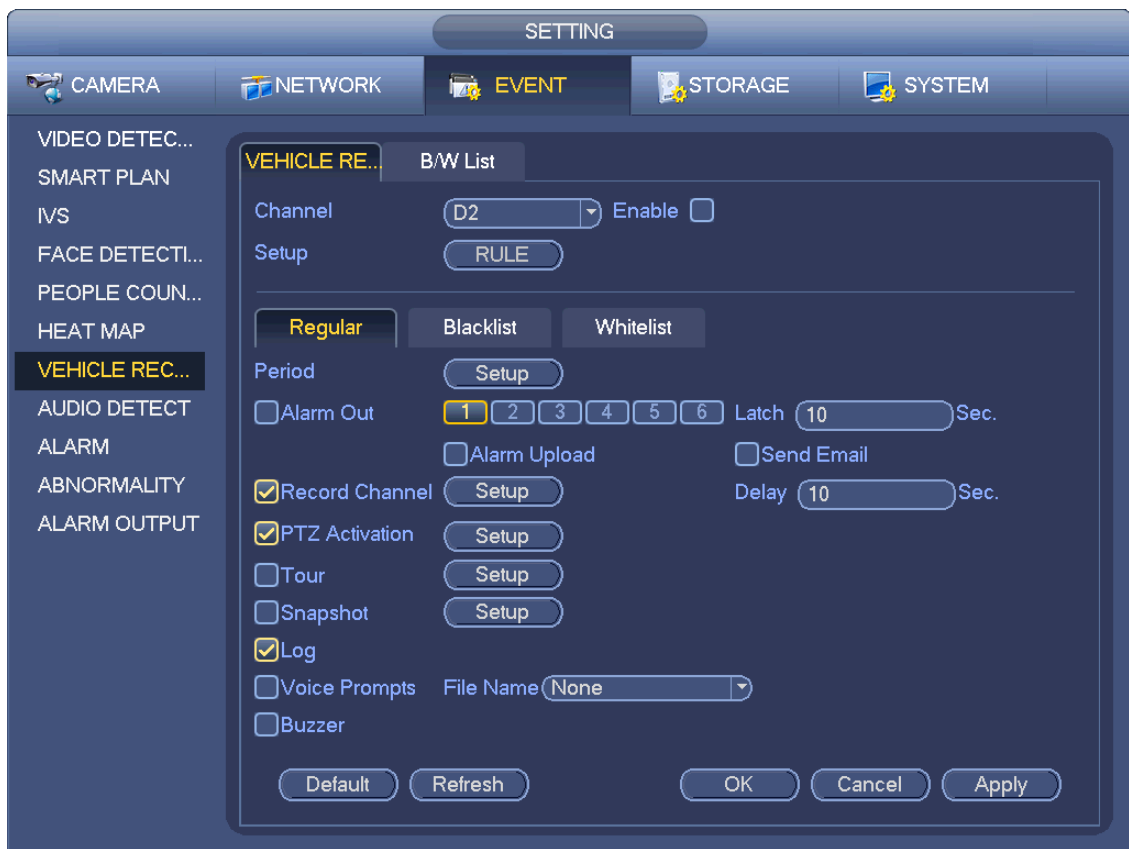 SETTING
CAMERA NETWORK EVENT STORAGE SYSTEM
VIDEO DETEC...
SMART PLAN
IVS
FACE DETECTI...
PEOPLE COUN...
HEAT MAP
VEHICLE REC...
AUDIO DETECT
ALARM
ABNORMALITY
ALARM OUTPUT
VEHICLE RE... B/W List
Channel D2 Enable
Setup RULE
Regular Blacklist Whitelist
Period Setup
Alarm Out 1 2 3 4 5 6 Latch 10 Sec.
Alarm Upload Send Email
Record Channel Setup Delay 10 Sec.
PTZ Activation Setup
Tour Setup
Snapshot Setup
Log
Voice Prompts File Name None
Buzzer
Default Refresh OK Cancel Apply